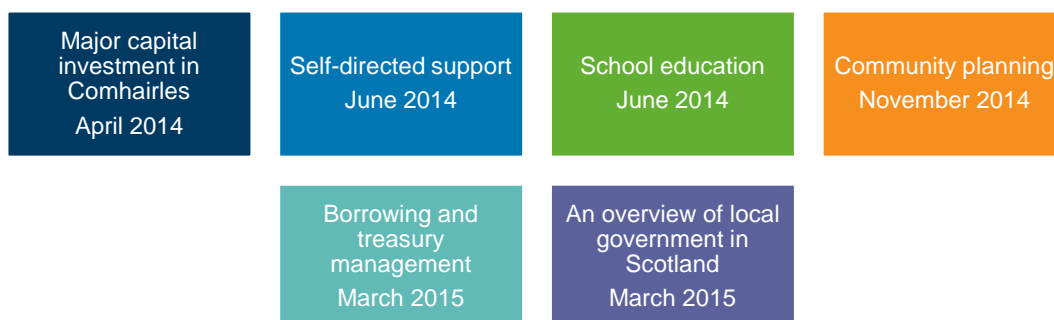 Major capital
investment in
Comhairles
April 2014
Self-directed support
June 2014
School education
June 2014
Community planning
November 2014
Borrowing and
treasury
management
March 2015
An overview of local
government in
Scotland
March 2015